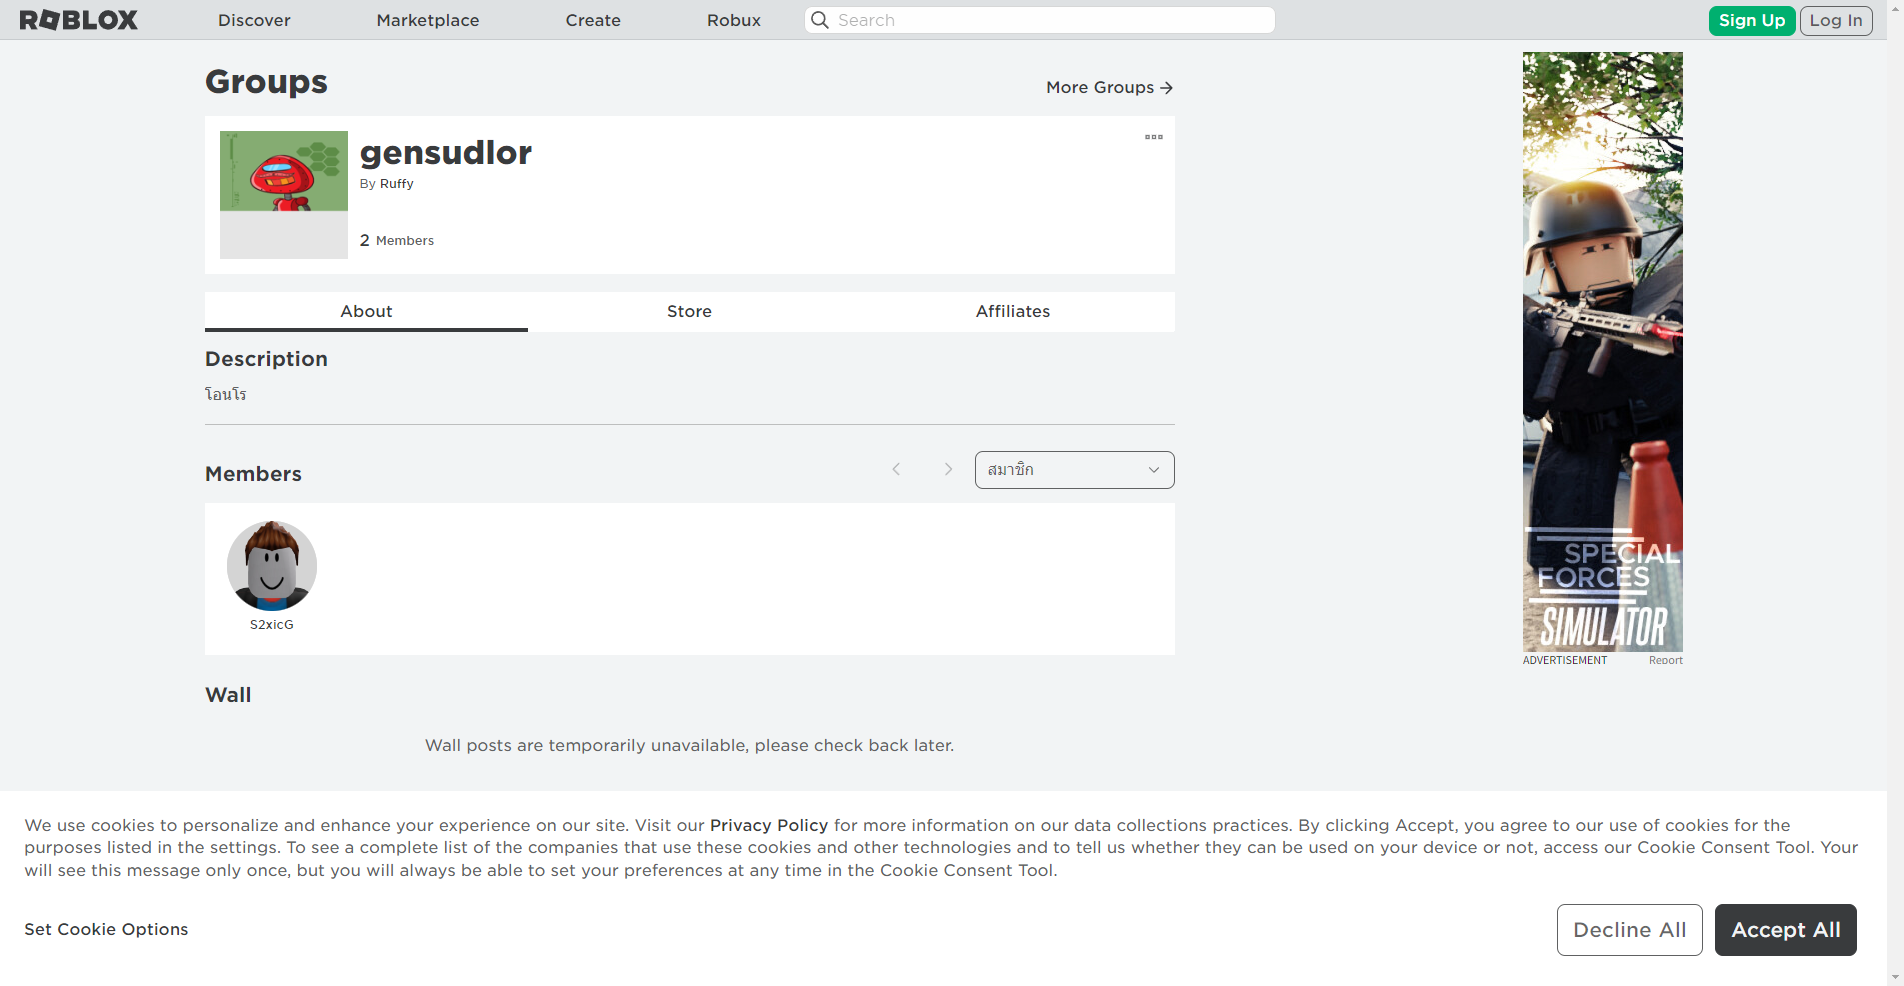 ROBLOX
Discover
Marketplace
Create
Robux
Search
Sign Up
Log In
Groups
More Groups
gensudlor
By Ruffy
2 Members
About
Store
Affiliates
Description
โอนโร
Members
สมาชิก
S2xicG
Wall
Wall posts are temporarily unavailable, please check back later.
SPECIAL
FORCES
SIMULATOR
ADVERTISEMENT
Report
We use cookies to personalize and enhance your experience on our site. Visit our Privacy Policy for more information on our data collections practices. By clicking Accept, you agree to our use of cookies for the
purposes listed in the settings. To see a complete list of the companies that use these cookies and other technologies and to tell us whether they can be used on your device or not, access our Cookie Consent Tool. Your
will see this message only once, but you will always be able to set your preferences at any time in the Cookie Consent Tool.
Set Cookie Options
Decline All
Accept All